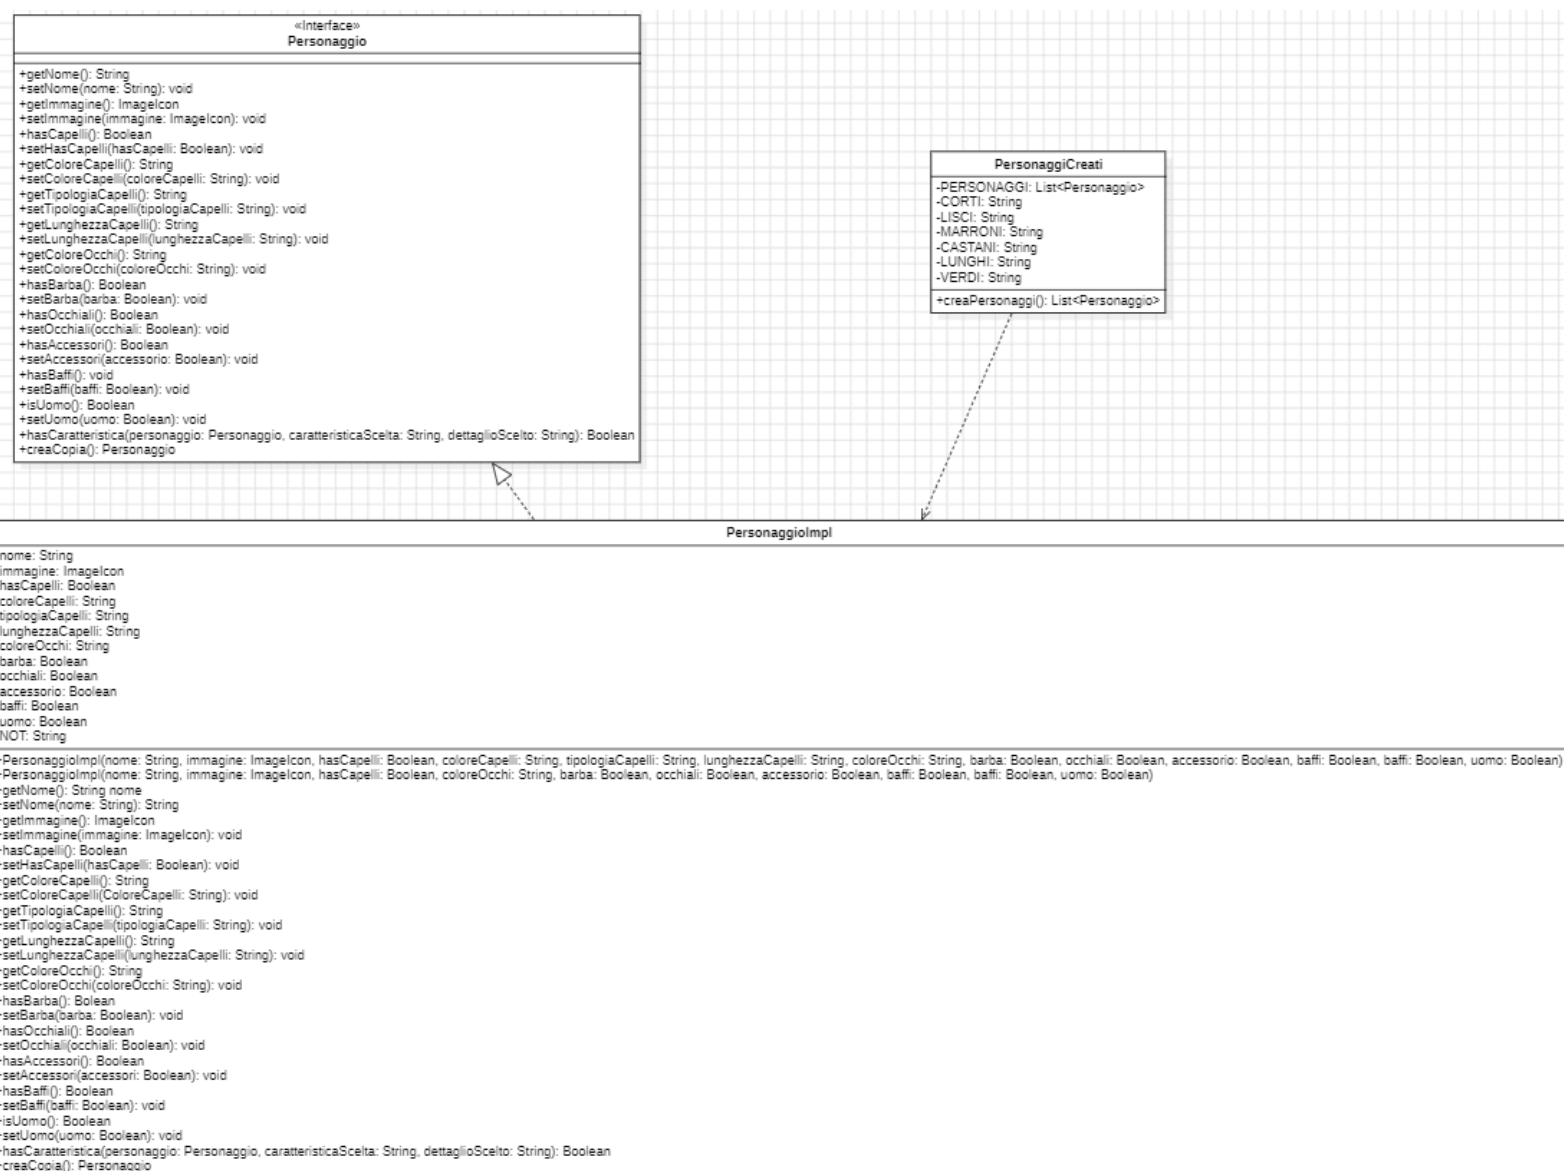 «Interface»
Personaggio
+getNome(): String
+setNome(nome: String): void
+getImmagine(): ImageIcon
+setImmagine(immagine: ImageIcon): void
+hasCapelli(): Boolean
+setHasCapelli(hasCapelli: Boolean): void
+getColoreCapelli(): String
+setColoreCapelli(coloreCapelli: String): void
+getTipologiaCapelli(): String
+setTipologiaCapelli(tipologiaCapelli: String): void
+getLunghezzaCapelli(): String
+setLunghezzaCapelli(lunghezzaCapelli: String): void
+getColoreOcchi(): String
+setColoreOcchi(coloreOcchi: String): void
+hasBarba(): Boolean
+setBarba(barba: Boolean): void
+hasOcchiali(): Boolean
+setOcchiali(occhiali: Boolean): void
+hasAccessori(): Boolean
+setAccessori(accessorio: Boolean): void
+hasBaffi(): void
+setBaffi(baffi: Boolean): void
+isUomo(): Boolean
+setUomo(uomo: Boolean): void
+hasCaratteristica(personaggio: Personaggio, caratteristicaScelta: String, dettaglioScelto: String): Boolean
+creaCopia(): Personaggio
PersonaggiCreati
-PERSONAGGI: List<Personaggio>
-CORTI: String
-LISCI: String
-MARRONI: String
-CASTANI: String
-LUNGHI: String
-VERDI: String
+creaPersonaggi(): List<Personaggio>
PersonaggioImpl
nome: String
immagine: ImageIcon
hasCapelli: Boolean
coloreCapelli: String
tipologiaCapelli: String
lunghezzaCapelli: String
coloreOcchi: String
barba: Boolean
occhiali: Boolean
accessorio: Boolean
baffi: Boolean
uomo: Boolean
NOT: String
+PersonaggioImpl(nome: String, immagine: ImageIcon, hasCapelli: Boolean, coloreCapelli: String, tipologiaCapelli: String, lunghezzaCapelli: String, coloreOcchi: String, barba: Boolean, occhiali: Boolean, accessorio: Boolean, baffi: Boolean, baffi: Boolean, uomo: Boolean)
+PersonaggioImpl(nome: String, immagine: ImageIcon, hasCapelli: Boolean, coloreOcchi: String, barba: Boolean, occhiali: Boolean, accessorio: Boolean, baffi: Boolean, baffi: Boolean, uomo: Boolean)
+getNome(): String nome
+setNome(nome: String): String
+getImmagine(): ImageIcon
+setImmagine(immagine: ImageIcon): void
+hasCapelli(): Boolean
+setHasCapelli(hasCapelli: Boolean): void
+getColoreCapelli(): String
+setColoreCapelli(ColoreCapelli: String): void
+getTipologiaCapelli(): String
+setTipologiaCapelli(tipologiaCapelli: String): void
+getLunghezzaCapelli(): String
+setLunghezzaCapelli(lunghezzaCapelli: String): void
+getColoreOcchi(): String
+setColoreOcchi(coloreOcchi: String): void
+hasBarba(): Bolean
+setBarba(barba: Boolean): void
+hasOcchiali(): Boolean
+setOcchiali(occhiali: Boolean): void
+hasAccessori(): Boolean
+setAccessori(accessori: Boolean): void
+hasBaffi(): Boolean
+setBaffi(baffi: Boolean): void
+isUomo(): Boolean
+setUomo(uomo: Boolean): void
+hasCaratteristica(personaggio: Personaggio, caratteristicaScelta: String, dettaglioScelto: String): Boolean
+creaCopia(): Personaggio